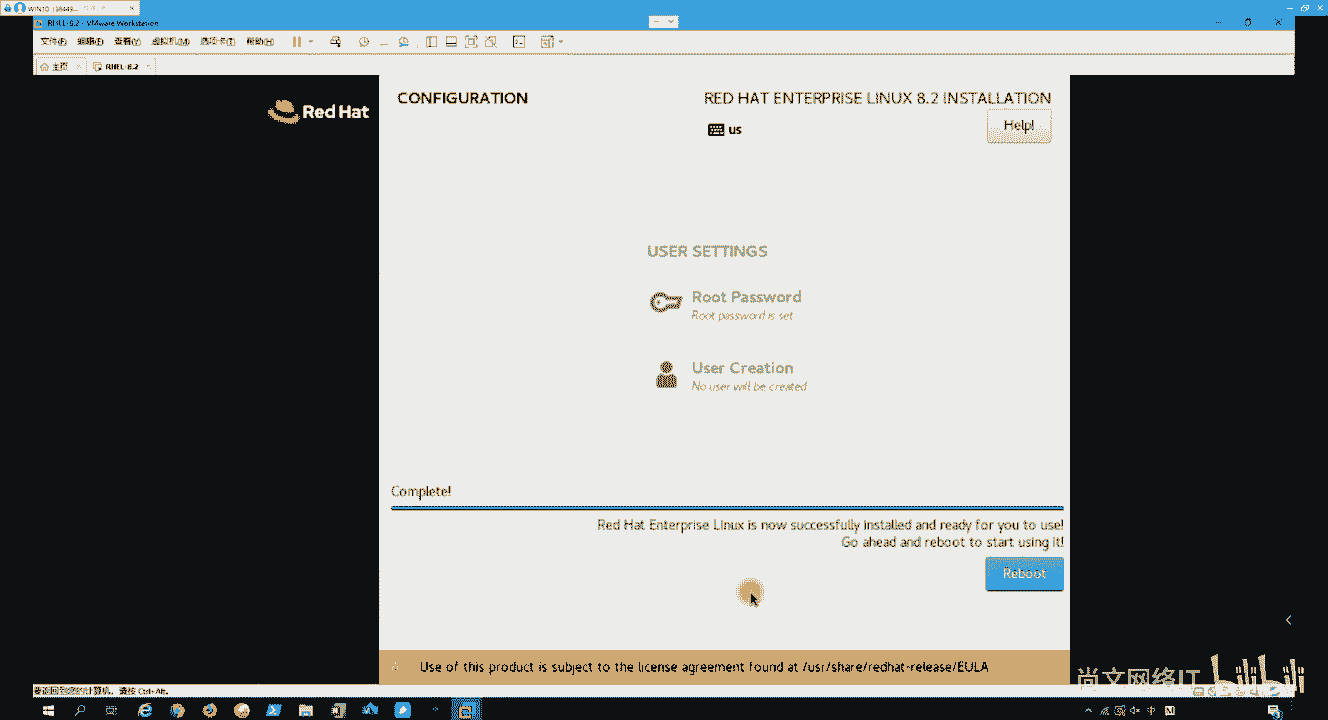 RHEL-8.2 - VMware Workstation
文件(F) 编辑(E) 查看(V) 虚拟机(M) 选项卡(T) 帮助(H)
主页 RHEL-8.2
Red Hat
CONFIGURATION
RED HAT ENTERPRISE LINUX 8.2 INSTALLATION
us
Help!
USER SETTINGS
Root Password
Root password is set
User Creation
No user will be created
Complete!
Red Hat Enterprise Linux is now successfully installed and ready for you to use!
Go ahead and reboot to start using it!
Reboot
Use of this product is subject to the license agreement found at /usr/share/redhat-release/EULA
尚文网络IT bilibili
要返回到您的计算机，请按 Ctrl+Alt。
中 M